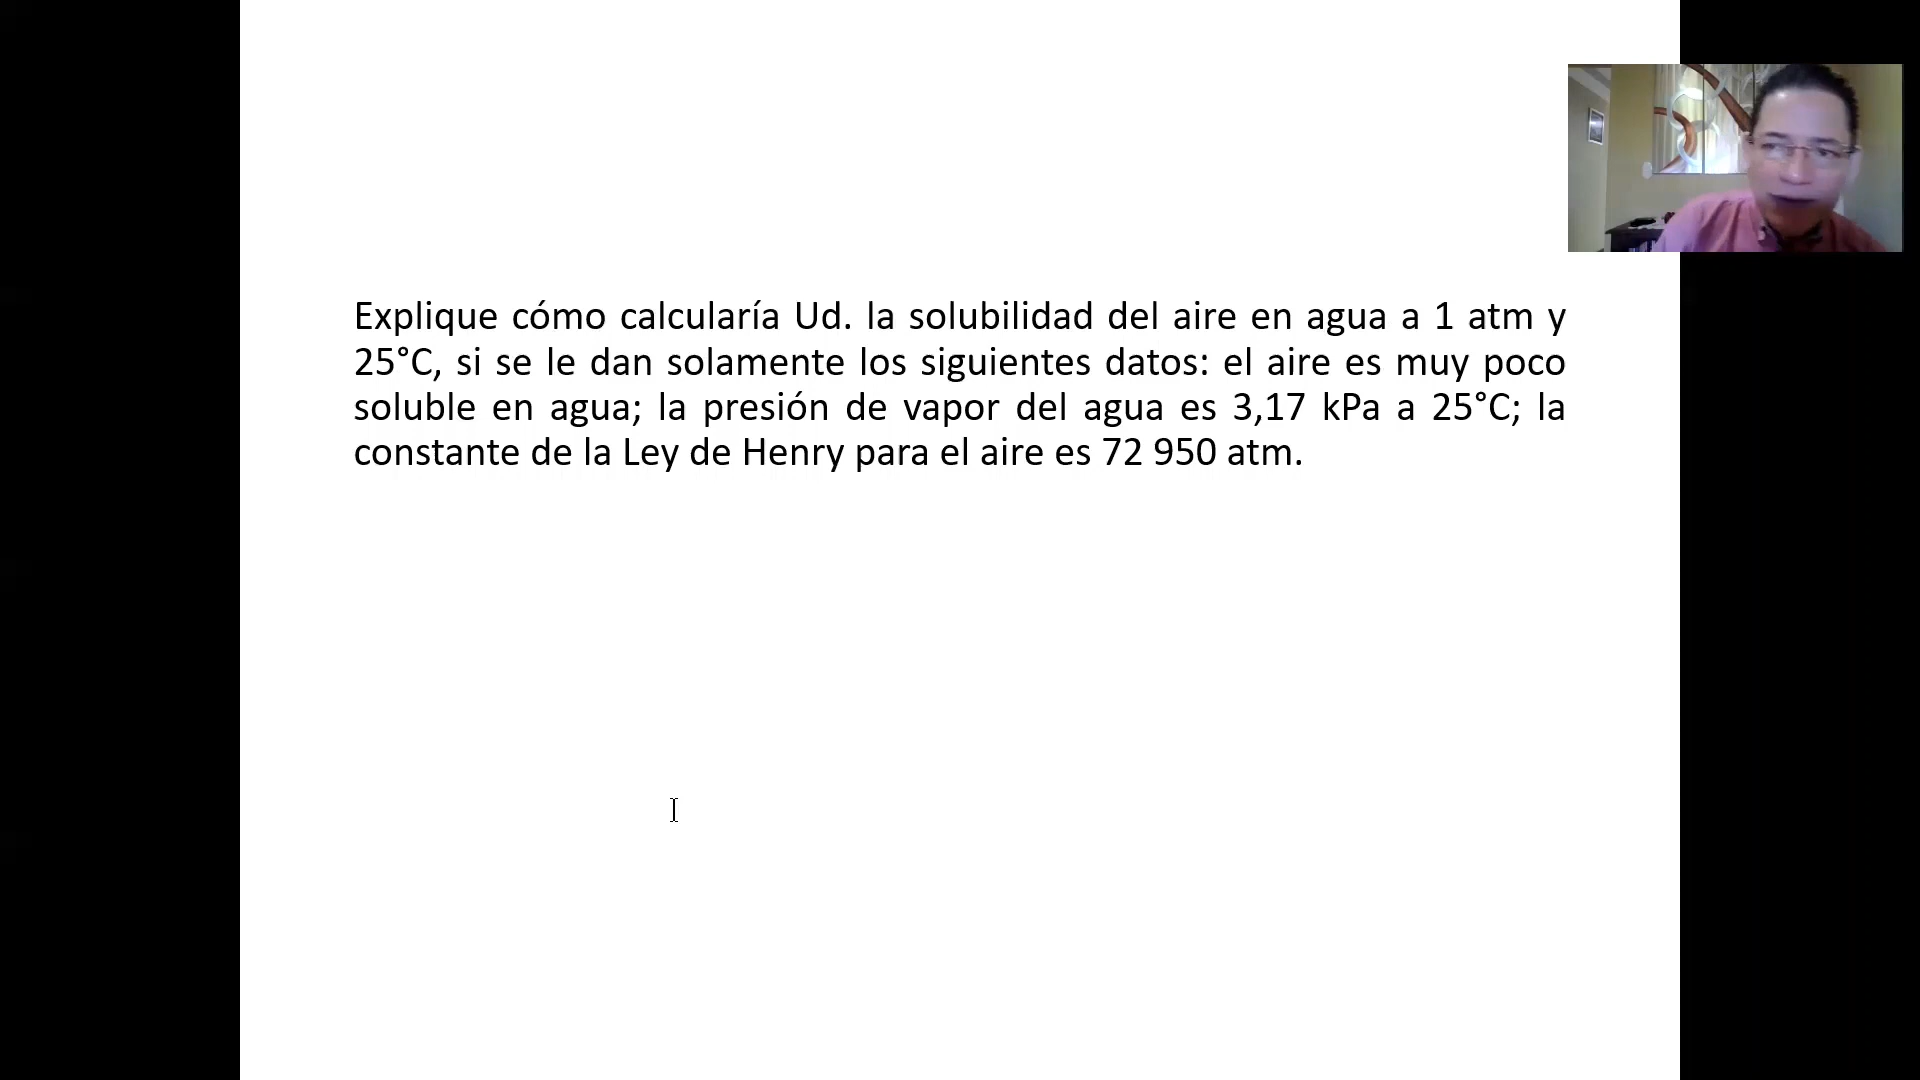 Explique cómo calcularía Ud. la solubilidad del aire en agua a 1 atm y
25°C, si se le dan solamente los siguientes datos: el aire es muy poco
soluble en agua; la presión de vapor del agua es 3,17 kPa a 25°C; la
constante de la Ley de Henry para el aire es 72 950 atm.